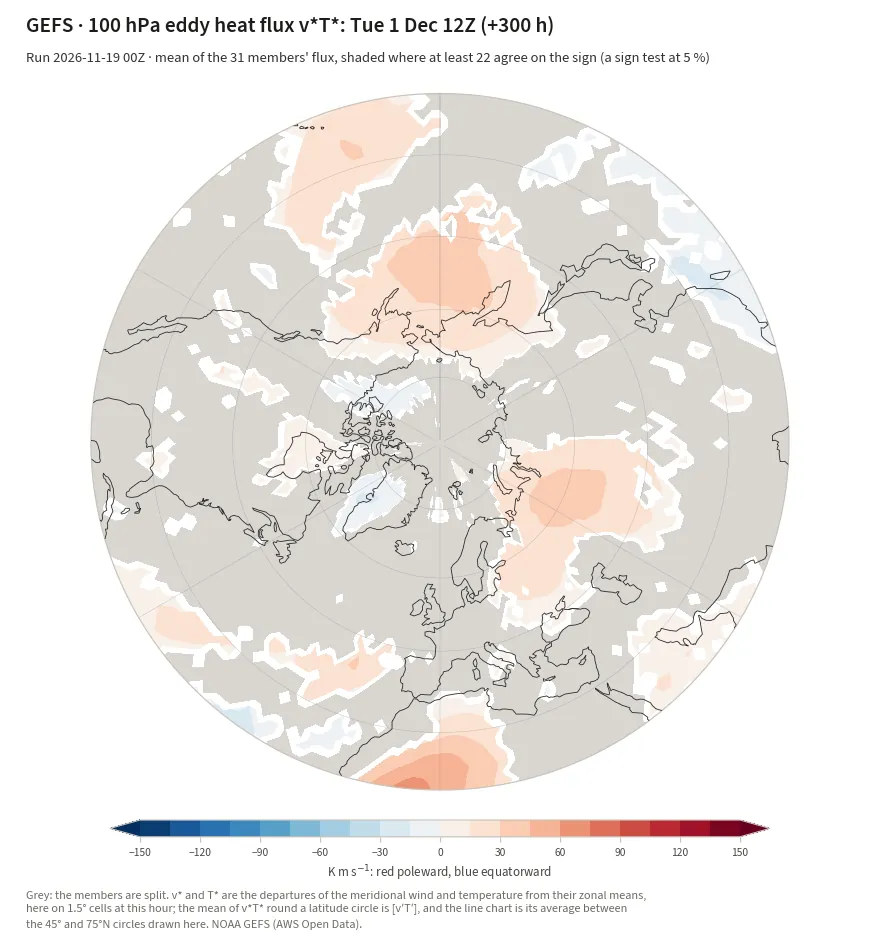 GEFS · 100 hPa eddy heat flux v*T*: Tue 1 Dec 12Z (+300 h)
Run 2026-11-19 00Z · mean of the 31 members' flux, shaded where at least 22 agree on the sign (a sign test at 5 %)
−150 −120 −90 −60 −30 0 30 60 90 120 150
K m s⁻¹: red poleward, blue equatorward
Grey: the members are split. v* and T* are the departures of the meridional wind and temperature from their zonal means,
here on 1.5° cells at this hour; the mean of v*T* round a latitude circle is [v'T'], and the line chart is its average between
the 45° and 75°N circles drawn here. NOAA GEFS (AWS Open Data).